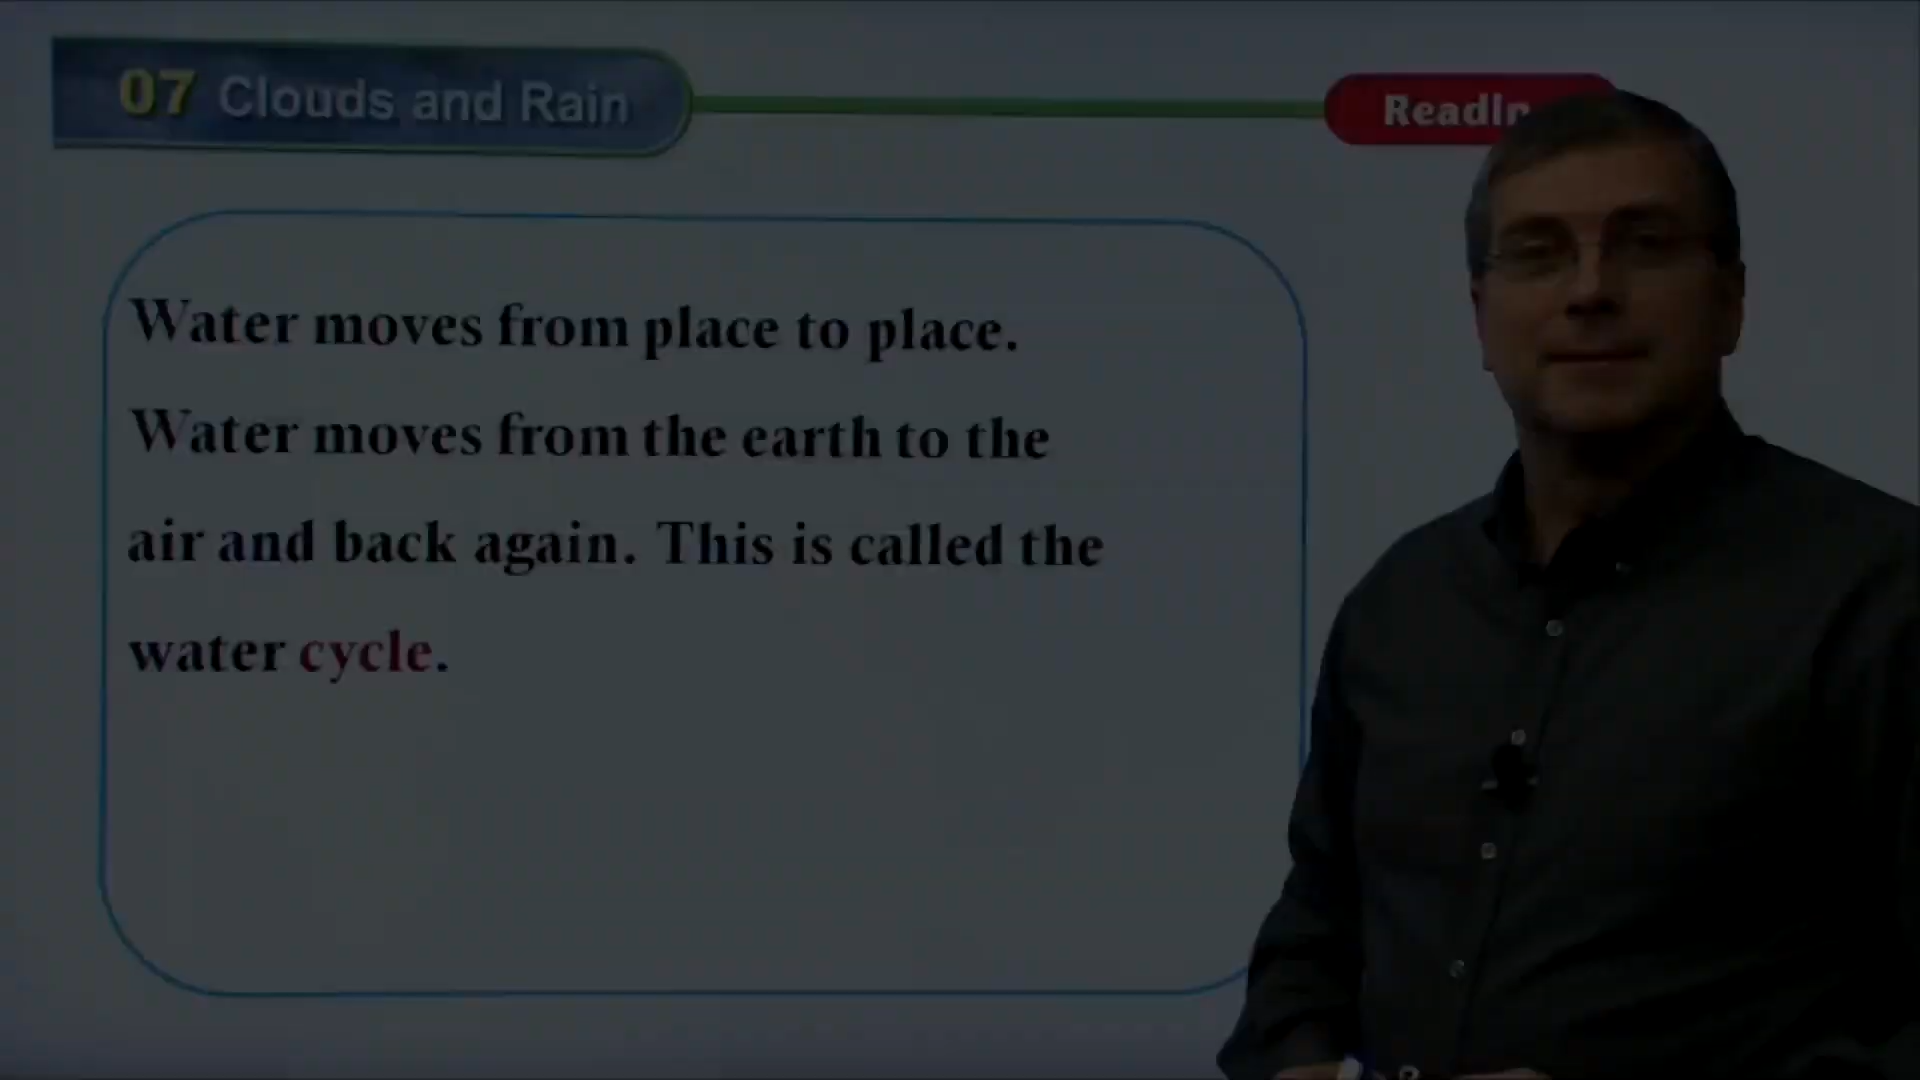 07 Clouds and Rain
Water moves from place to place.
Water moves from the earth to the
air and back again. This is called the
water cycle.